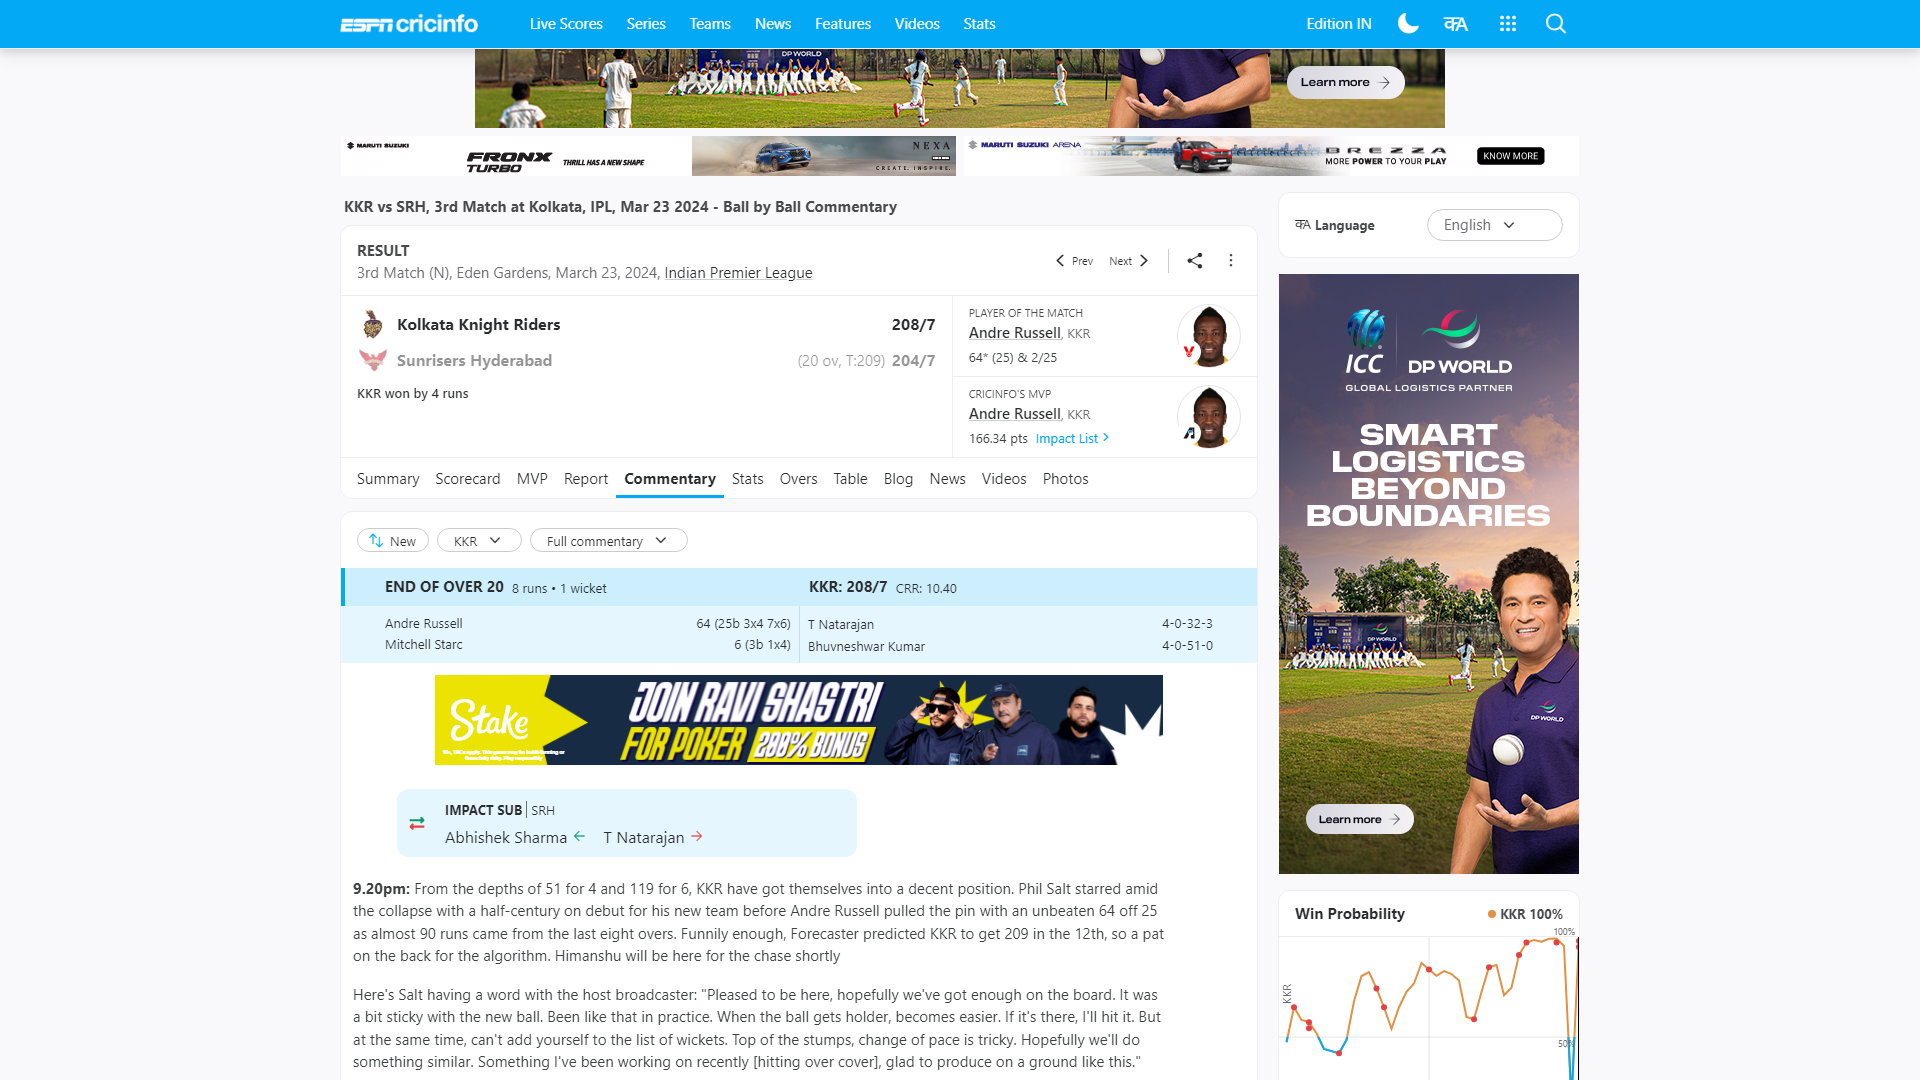 ESPN cricinfo
Live Scores
Series
Teams
News
Features
Videos
Stats
Edition IN
DP WORLD
Learn more
MARUTI SUZUKI
FRONX
TURBO
THRILL HAS A NEW SHAPE
NEXA
CREATE. INSPIRE.
MARUTI SUZUKI ARENA
BREZZA
MORE POWER TO YOUR PLAY
KNOW MORE
KKR vs SRH, 3rd Match at Kolkata, IPL, Mar 23 2024 - Ball by Ball Commentary
RESULT
3rd Match (N), Eden Gardens, March 23, 2024, Indian Premier League
Prev
Next
Kolkata Knight Riders
208/7
Sunrisers Hyderabad
(20 ov, T:209) 204/7
KKR won by 4 runs
PLAYER OF THE MATCH
Andre Russell, KKR
64* (25) & 2/25
CRICINFO'S MVP
Andre Russell, KKR
166.34 pts Impact List
Summary
Scorecard
MVP
Report
Commentary
Stats
Overs
Table
Blog
News
Videos
Photos
New
KKR
Full commentary
END OF OVER 20 8 runs • 1 wicket
KKR: 208/7 CRR: 10.40
Andre Russell
64 (25b 3x4 7x6)
T Natarajan
4-0-32-3
Mitchell Starc
6 (3b 1x4)
Bhuvneshwar Kumar
4-0-51-0
Stake
JOIN RAVI SHASTRI
FOR POKER 200% BONUS
IMPACT SUB | SRH
Abhishek Sharma
T Natarajan
9.20pm: From the depths of 51 for 4 and 119 for 6, KKR have got themselves into a decent position. Phil Salt starred amid
the collapse with a half-century on debut for his new team before Andre Russell pulled the pin with an unbeaten 64 off 25
as almost 90 runs came from the last eight overs. Funnily enough, Forecaster predicted KKR to get 209 in the 12th, so a pat
on the back for the algorithm. Himanshu will be here for the chase shortly
Here's Salt having a word with the host broadcaster: "Pleased to be here, hopefully we've got enough on the board. It was
a bit sticky with the new ball. Been like that in practice. When the ball gets holder, becomes easier. If it's there, I'll hit it. But
at the same time, can't add yourself to the list of wickets. Top of the stumps, change of pace is tricky. Hopefully we'll do
something similar. Something I've been working on recently [hitting over cover], glad to produce on a ground like this."
Language
English
ICC
DP WORLD
GLOBAL LOGISTICS PARTNER
SMART
LOGISTICS
BEYOND
BOUNDARIES
DP WORLD
DP WORLD
Learn more
Win Probability
KKR 100%
100%
KKR
50%